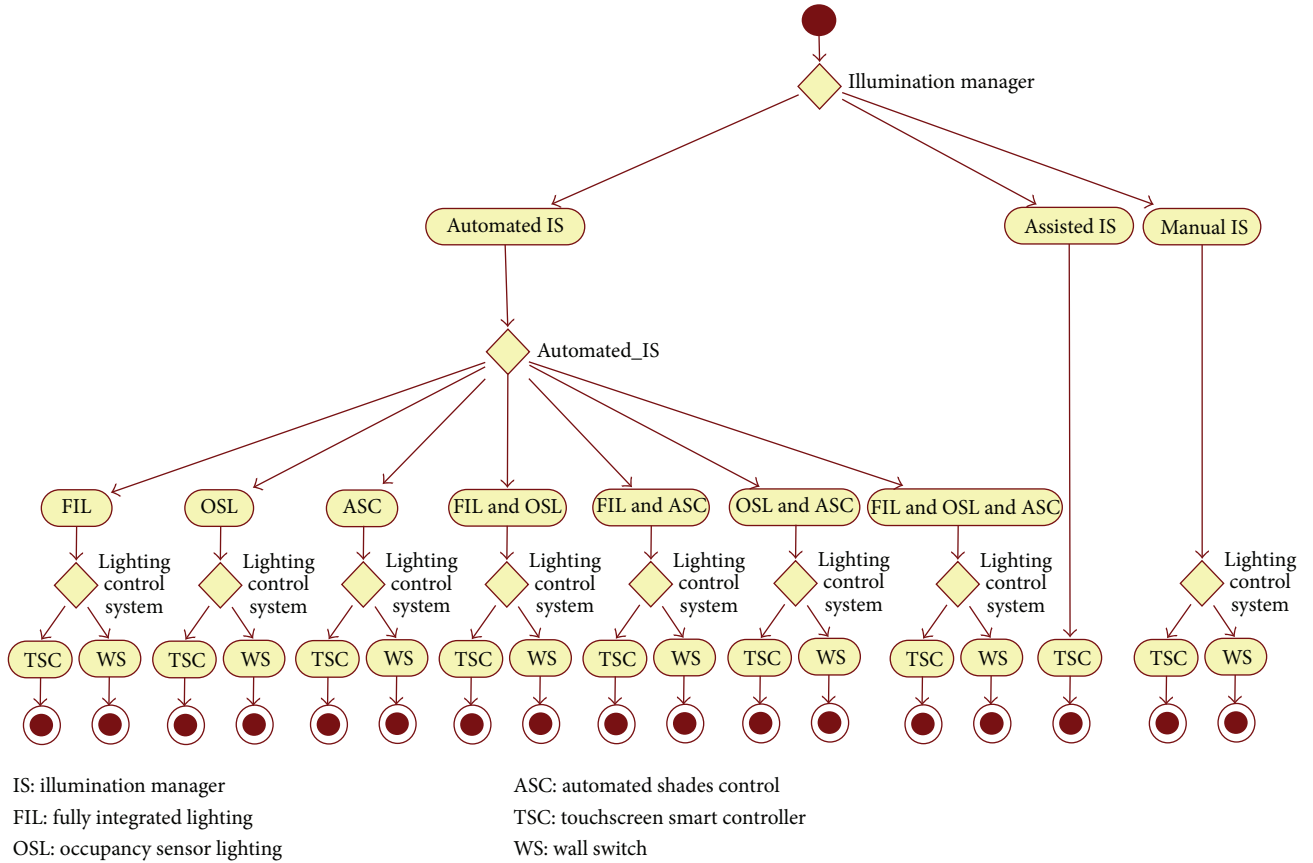 Illumination manager
Automated IS
Assisted IS
Manual IS
Automated_IS
FIL
OSL
ASC
FIL and OSL
FIL and ASC
OSL and ASC
FIL and OSL and ASC
Lighting
control
system
Lighting
control
system
Lighting
control
system
Lighting
control
system
Lighting
control
system
Lighting
control
system
Lighting
control
system
Lighting
control
system
TSC
WS
TSC
WS
TSC
WS
TSC
WS
TSC
WS
TSC
WS
TSC
WS
TSC
TSC
WS
IS: illumination manager
FIL: fully integrated lighting
OSL: occupancy sensor lighting
ASC: automated shades control
TSC: touchscreen smart controller
WS: wall switch